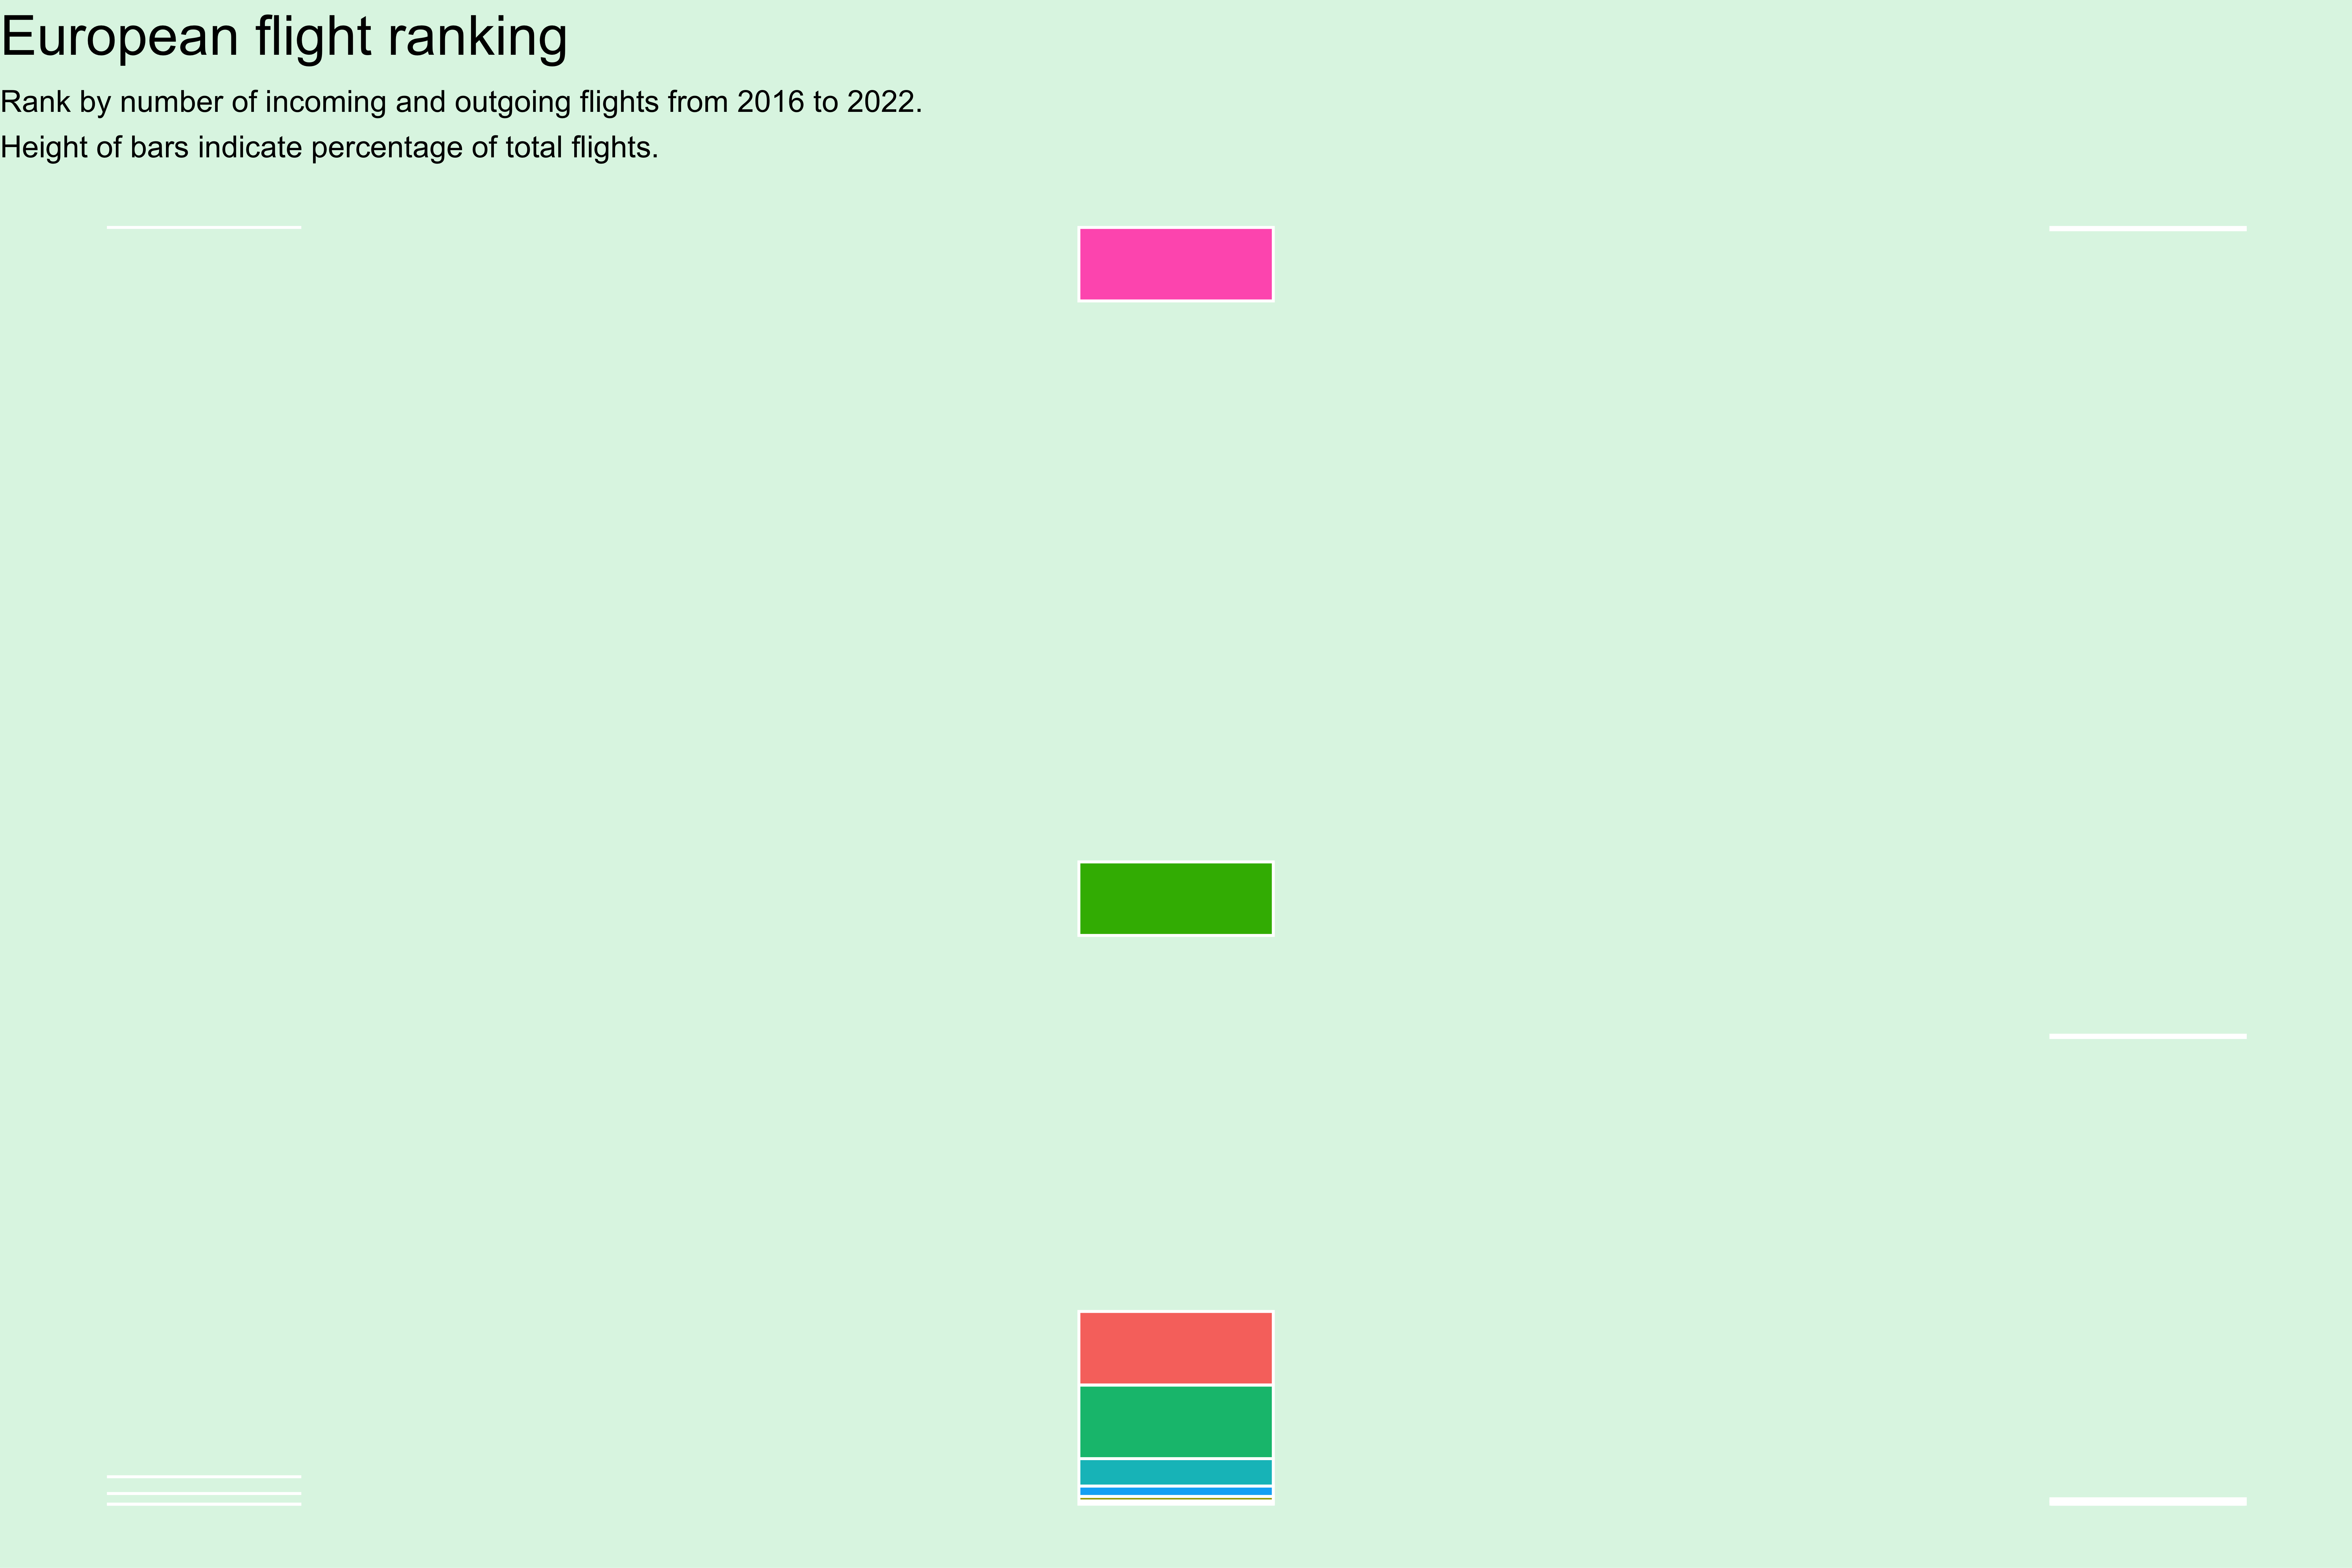 European flight ranking
Rank by number of incoming and outgoing flights from 2016 to 2022.
Height of bars indicate percentage of total flights.